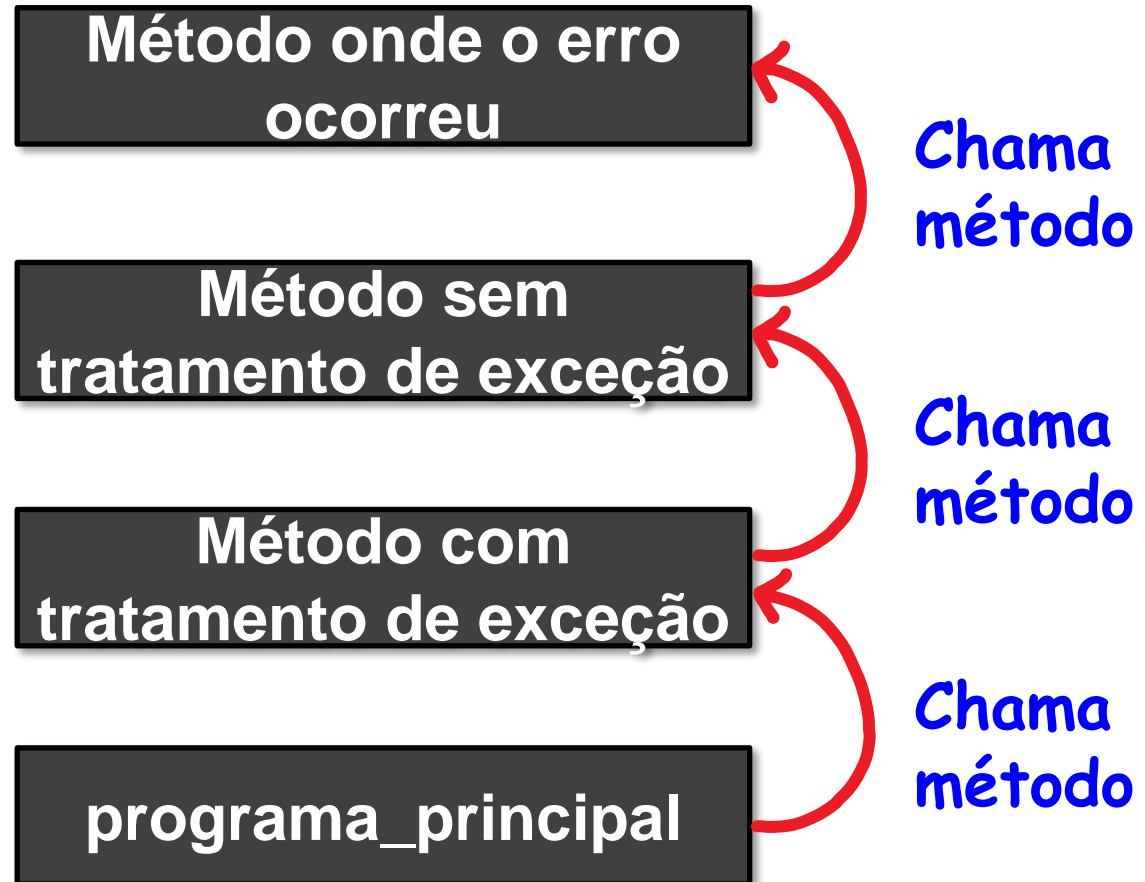 Método onde o erro
ocorreu
Chama
método
Método sem
tratamento de exceção
Chama
método
Método com
tratamento de exceção
Chama
método
programa_principal